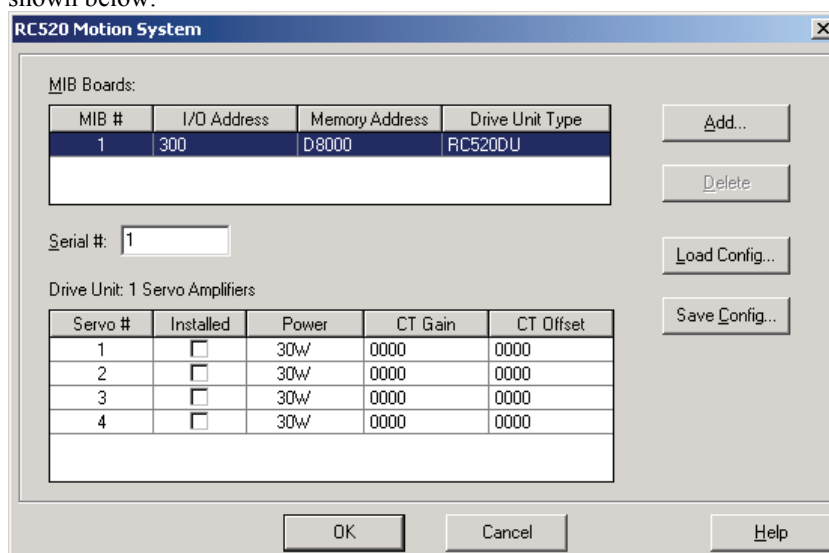 shown below:
RC520 Motion System
MIB Boards:
MIB # I/O Address Memory Address Drive Unit Type
1 300 D8000 RC520DU
Add...
Delete
Serial #: 1
Load Config...
Drive Unit: 1 Servo Amplifiers
Save Config...
Servo # Installed Power CT Gain CT Offset
1 30W 0000 0000
2 30W 0000 0000
3 30W 0000 0000
4 30W 0000 0000
OK Cancel Help